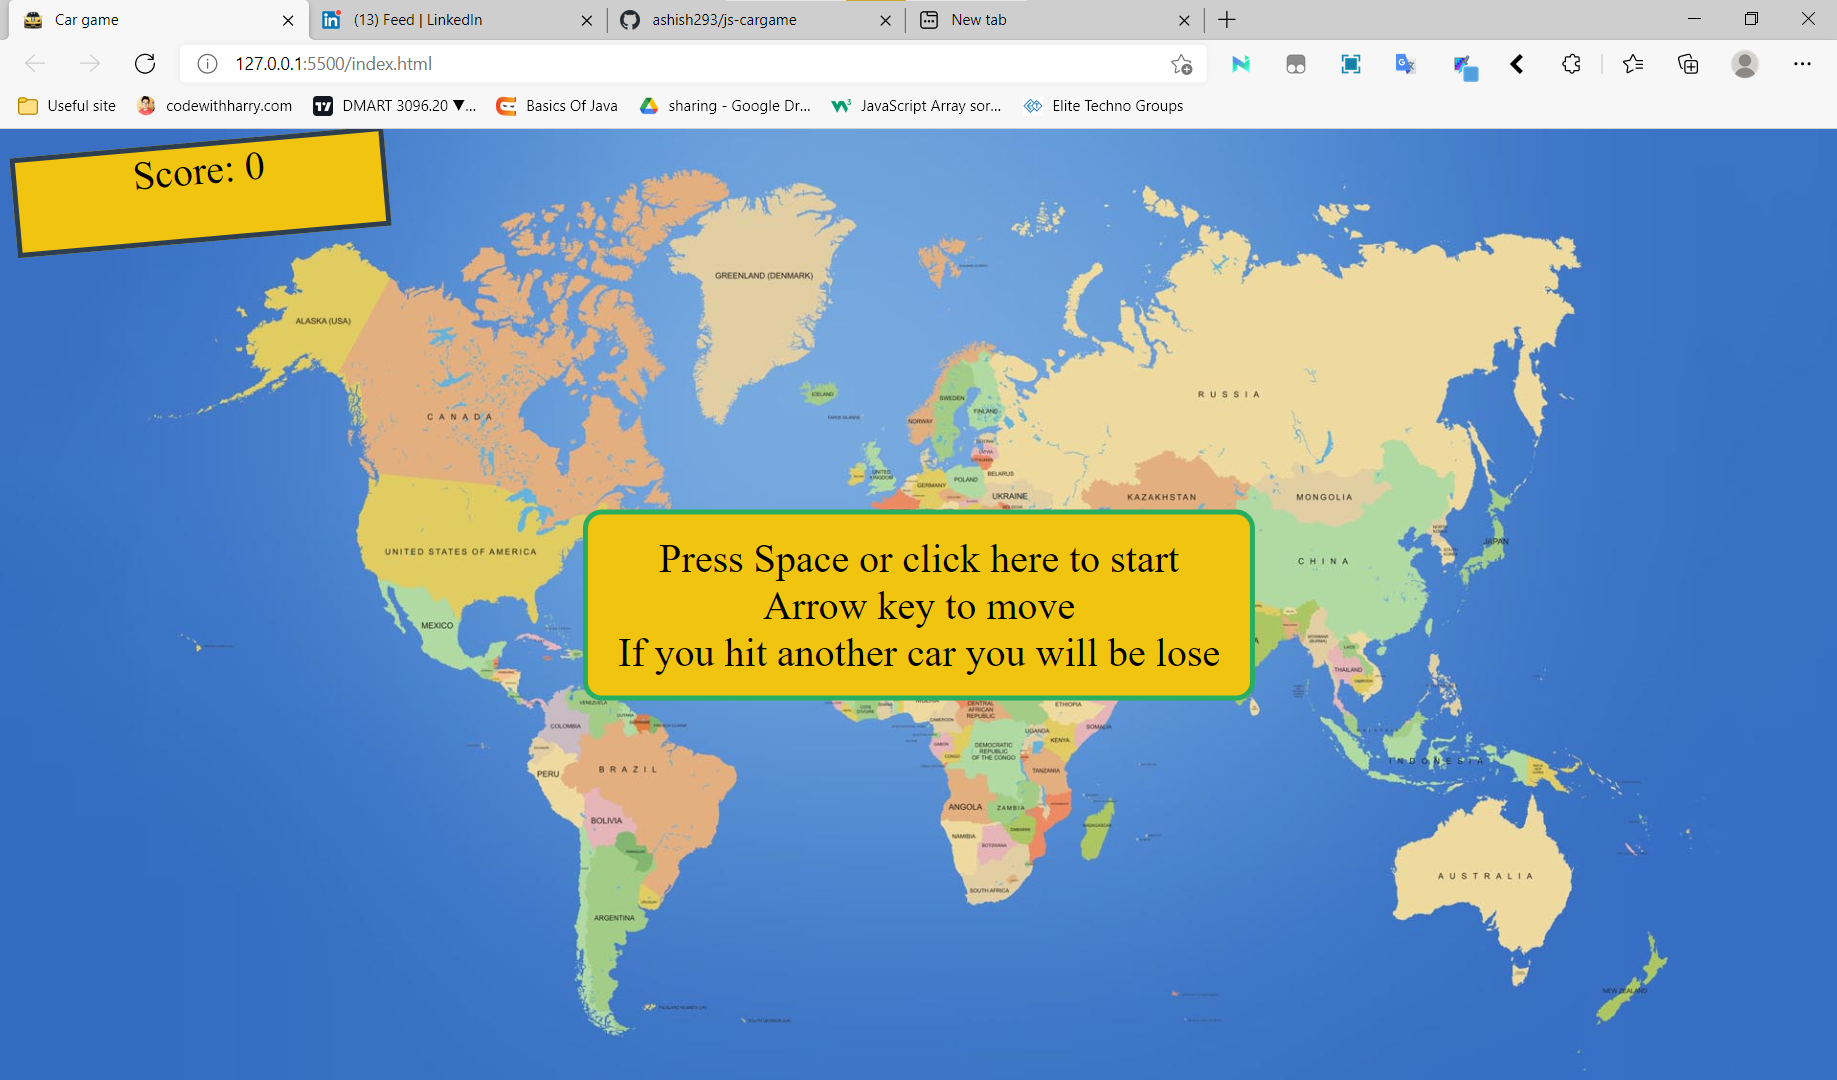 Car game
(13) Feed | LinkedIn
ashish293/js-cargame
New tab
127.0.0.1:5500/index.html
Useful site
codewithharry.com
DMART 3096.20 ▼...
Basics Of Java
sharing - Google Dr...
JavaScript Array sor...
Elite Techno Groups
Score: 0
GREENLAND (DENMARK)
ALASKA (USA)
CANADA
ICELAND
SWEDEN
FINLAND
NORWAY
RUSSIA
UNITED KINGDOM
GERMANY
POLAND
BELARUS
UKRAINE
KAZAKHSTAN
MONGOLIA
UNITED STATES OF AMERICA
CHINA
JAPAN
Press Space or click here to start
Arrow key to move
If you hit another car you will be lose
MEXICO
THAILAND
VENEZUELA
COLOMBIA
CENTRAL AFRICAN REPUBLIC
ETHIOPIA
SOMALIA
UGANDA
KENYA
DEMOCRATIC REPUBLIC OF THE CONGO
TANZANIA
INDONESIA
PERU
BRAZIL
BOLIVIA
ANGOLA
ZAMBIA
NAMIBIA
BOTSWANA
MADAGASCAR
SOUTH AFRICA
AUSTRALIA
ARGENTINA
NEW ZEALAND